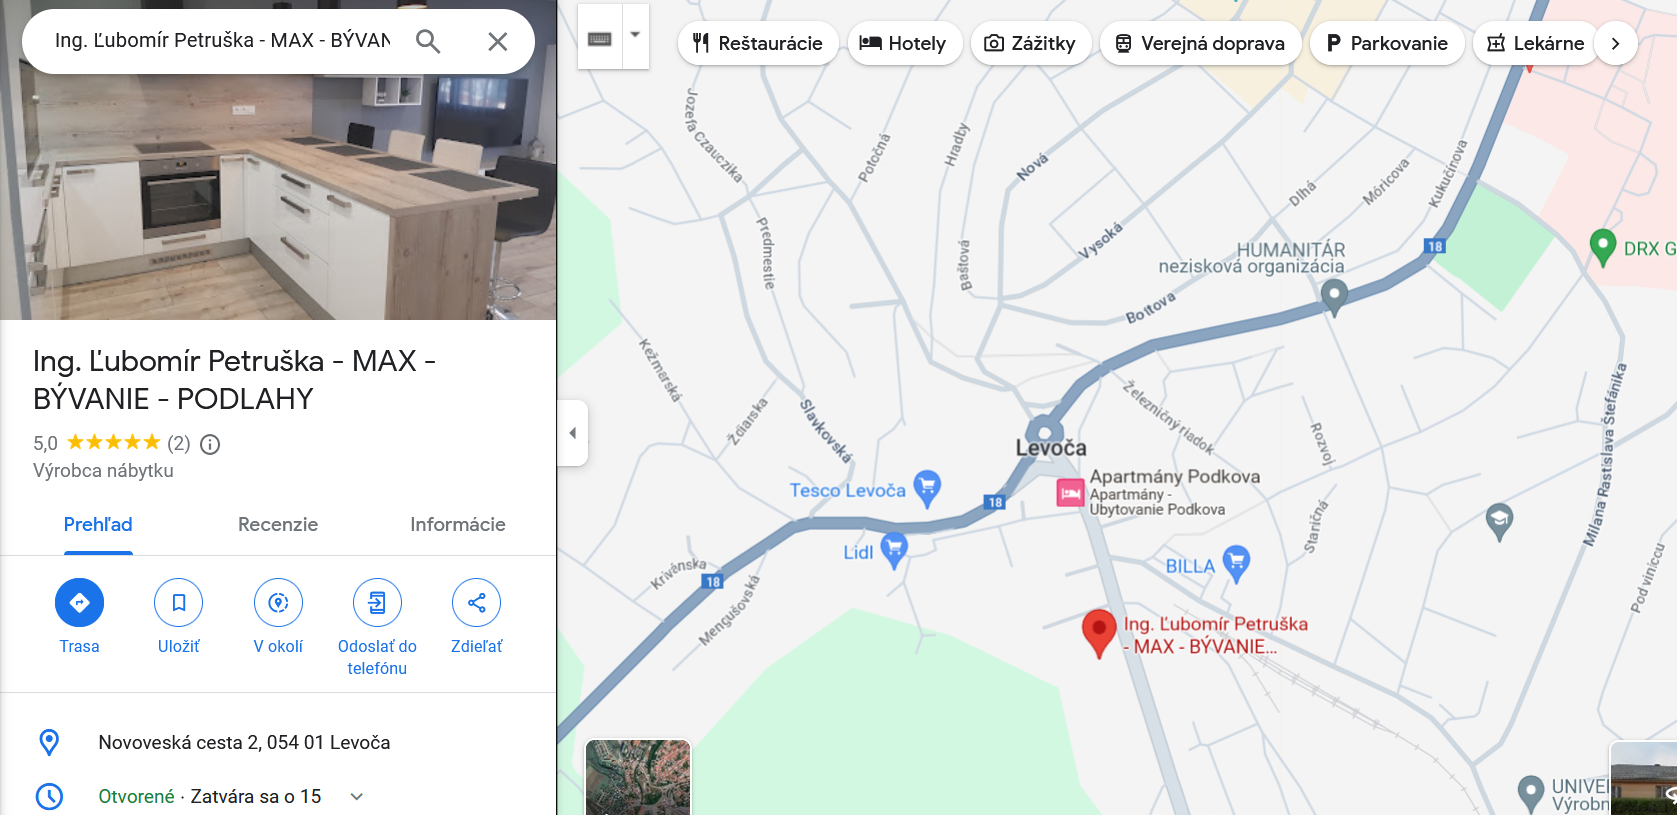 Ing. Ľubomír Petruška - MAX - BÝVAN
Ing. Ľubomír Petruška - MAX -
BÝVANIE - PODLAHY
5,0 (2)
Výrobca nábytku
Prehľad
Recenzie
Informácie
Trasa
Uložiť
V okolí
Odoslať do
telefónu
Zdieľať
Novoveská cesta 2, 054 01 Levoča
Otvorené · Zatvára sa o 15
Reštaurácie
Hotely
Zážitky
Verejná doprava
Parkovanie
Lekárne
Jozefa Czauczika
Potočná
Hradby
Nová
Dlhá
Móricova
Kukučínova
Predmestie
Baštová
Vysoká
HUMANITÁR
nezisková organizácia
18
DRX G
Boltova
Kežmarská
Ždiarska
Slavkovská
Železničný riadok
Rozvoj
Milana Rastislava Štefánika
Levoča
Apartmány Podkova
Apartmány -
Ubytovanie Podkova
Tesco Levoča
18
Lidl
Staričná
BILLA
Krivánska
18
Mengušovská
Pod vinicou
Ing. Ľubomír Petruška
- MAX - BÝVANIE...
UNIVE
Výrobn